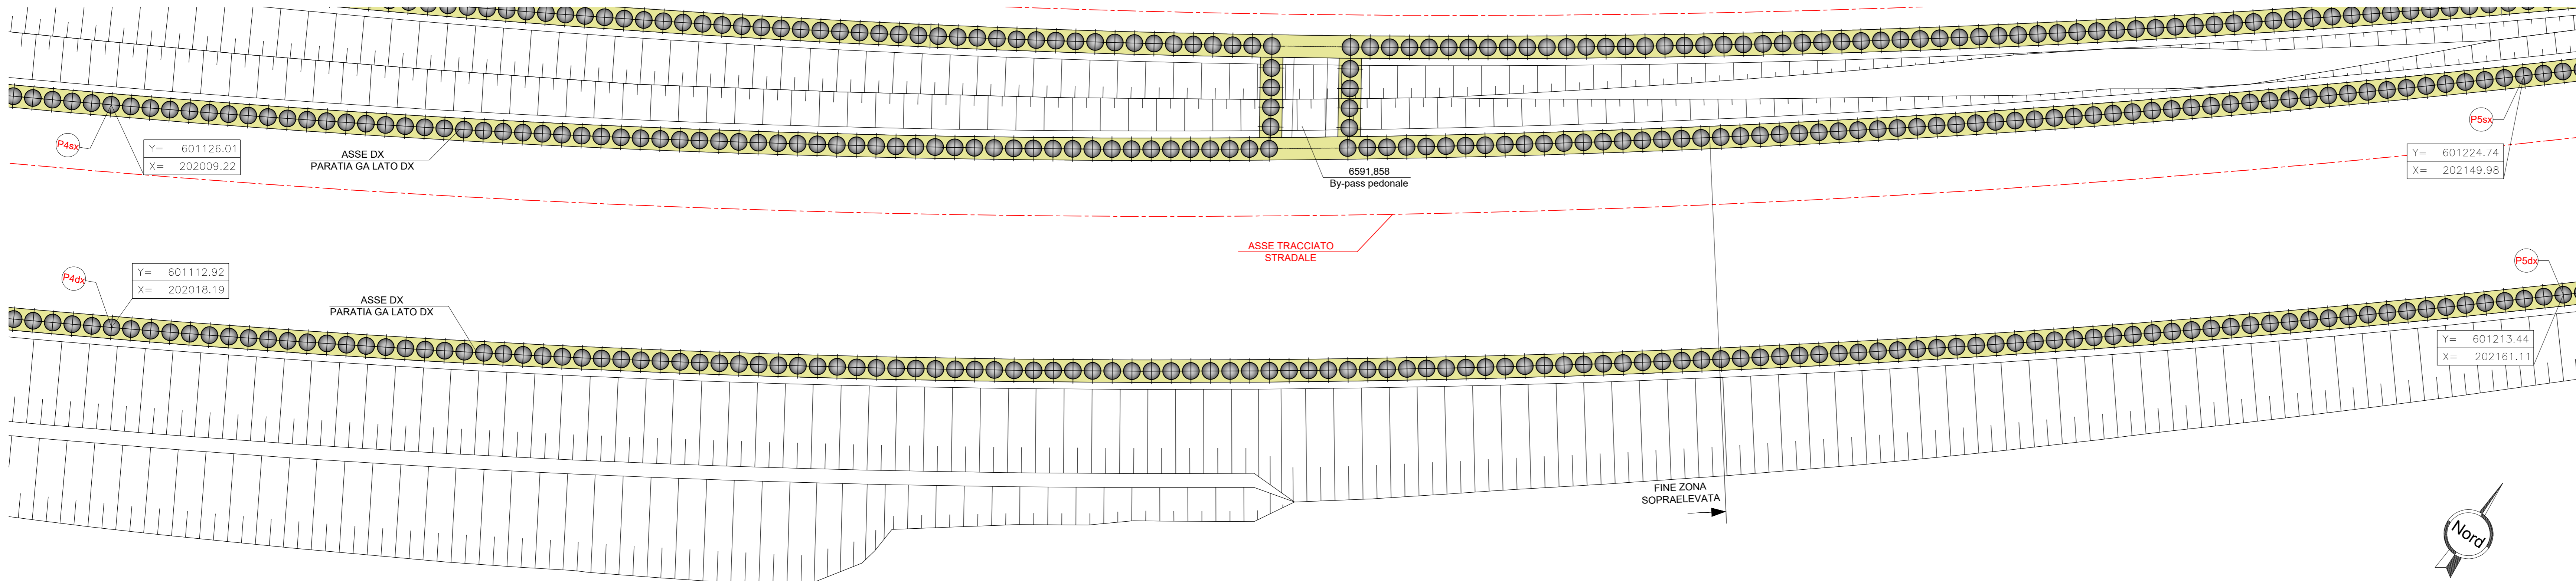 P4sx
Y= 601126.01
X= 202009.22
ASSE DX
PARATIA GA LATO DX
6591,858
By-pass pedonale
P5sx
Y= 601224.74
X= 202149.98
ASSE TRACCIATO
STRADALE
P4dx
Y= 601112.92
X= 202018.19
ASSE DX
PARATIA GA LATO DX
P5dx
Y= 601213.44
X= 202161.11
FINE ZONA
SOPRAELEVATA
Nord